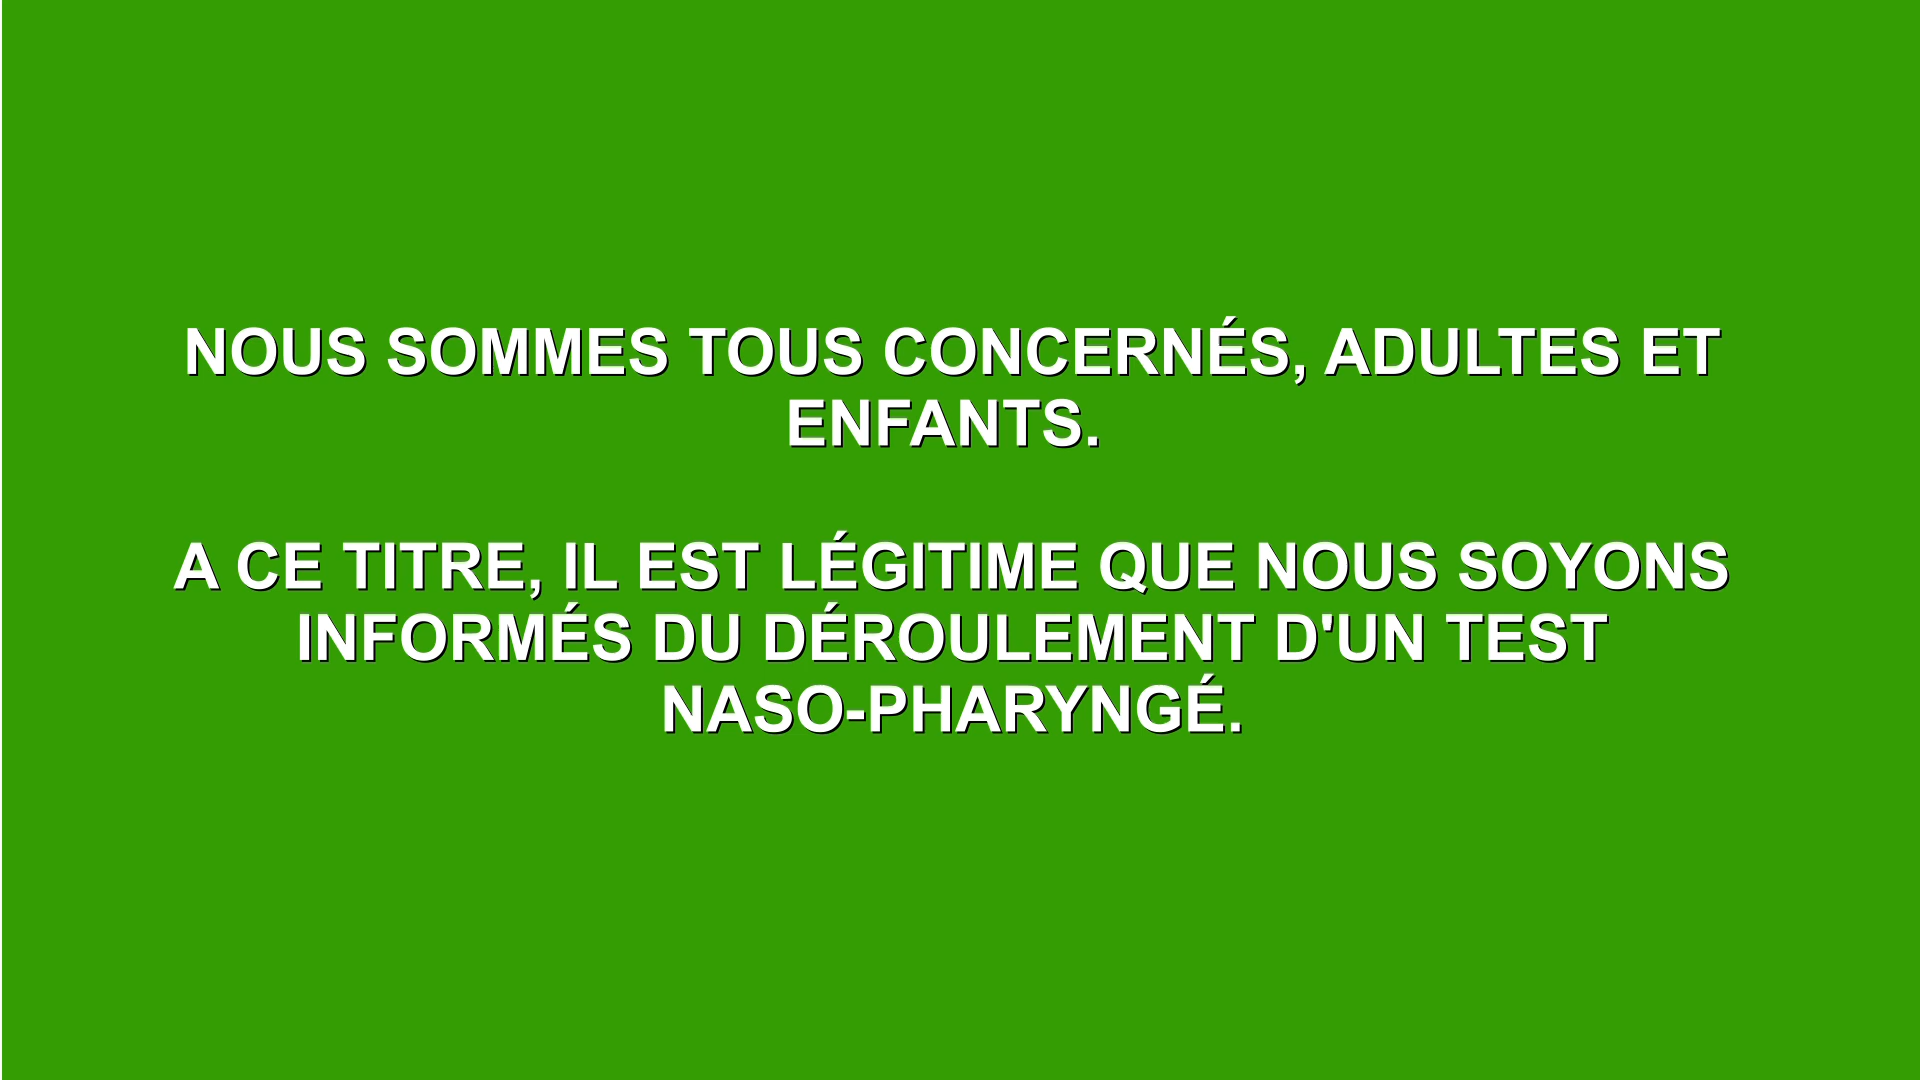 NOUS SOMMES TOUS CONCERNÉS, ADULTES ET
ENFANTS.
A CE TITRE, IL EST LÉGITIME QUE NOUS SOYONS
INFORMÉS DU DÉROULEMENT D'UN TEST
NASO-PHARYNGÉ.